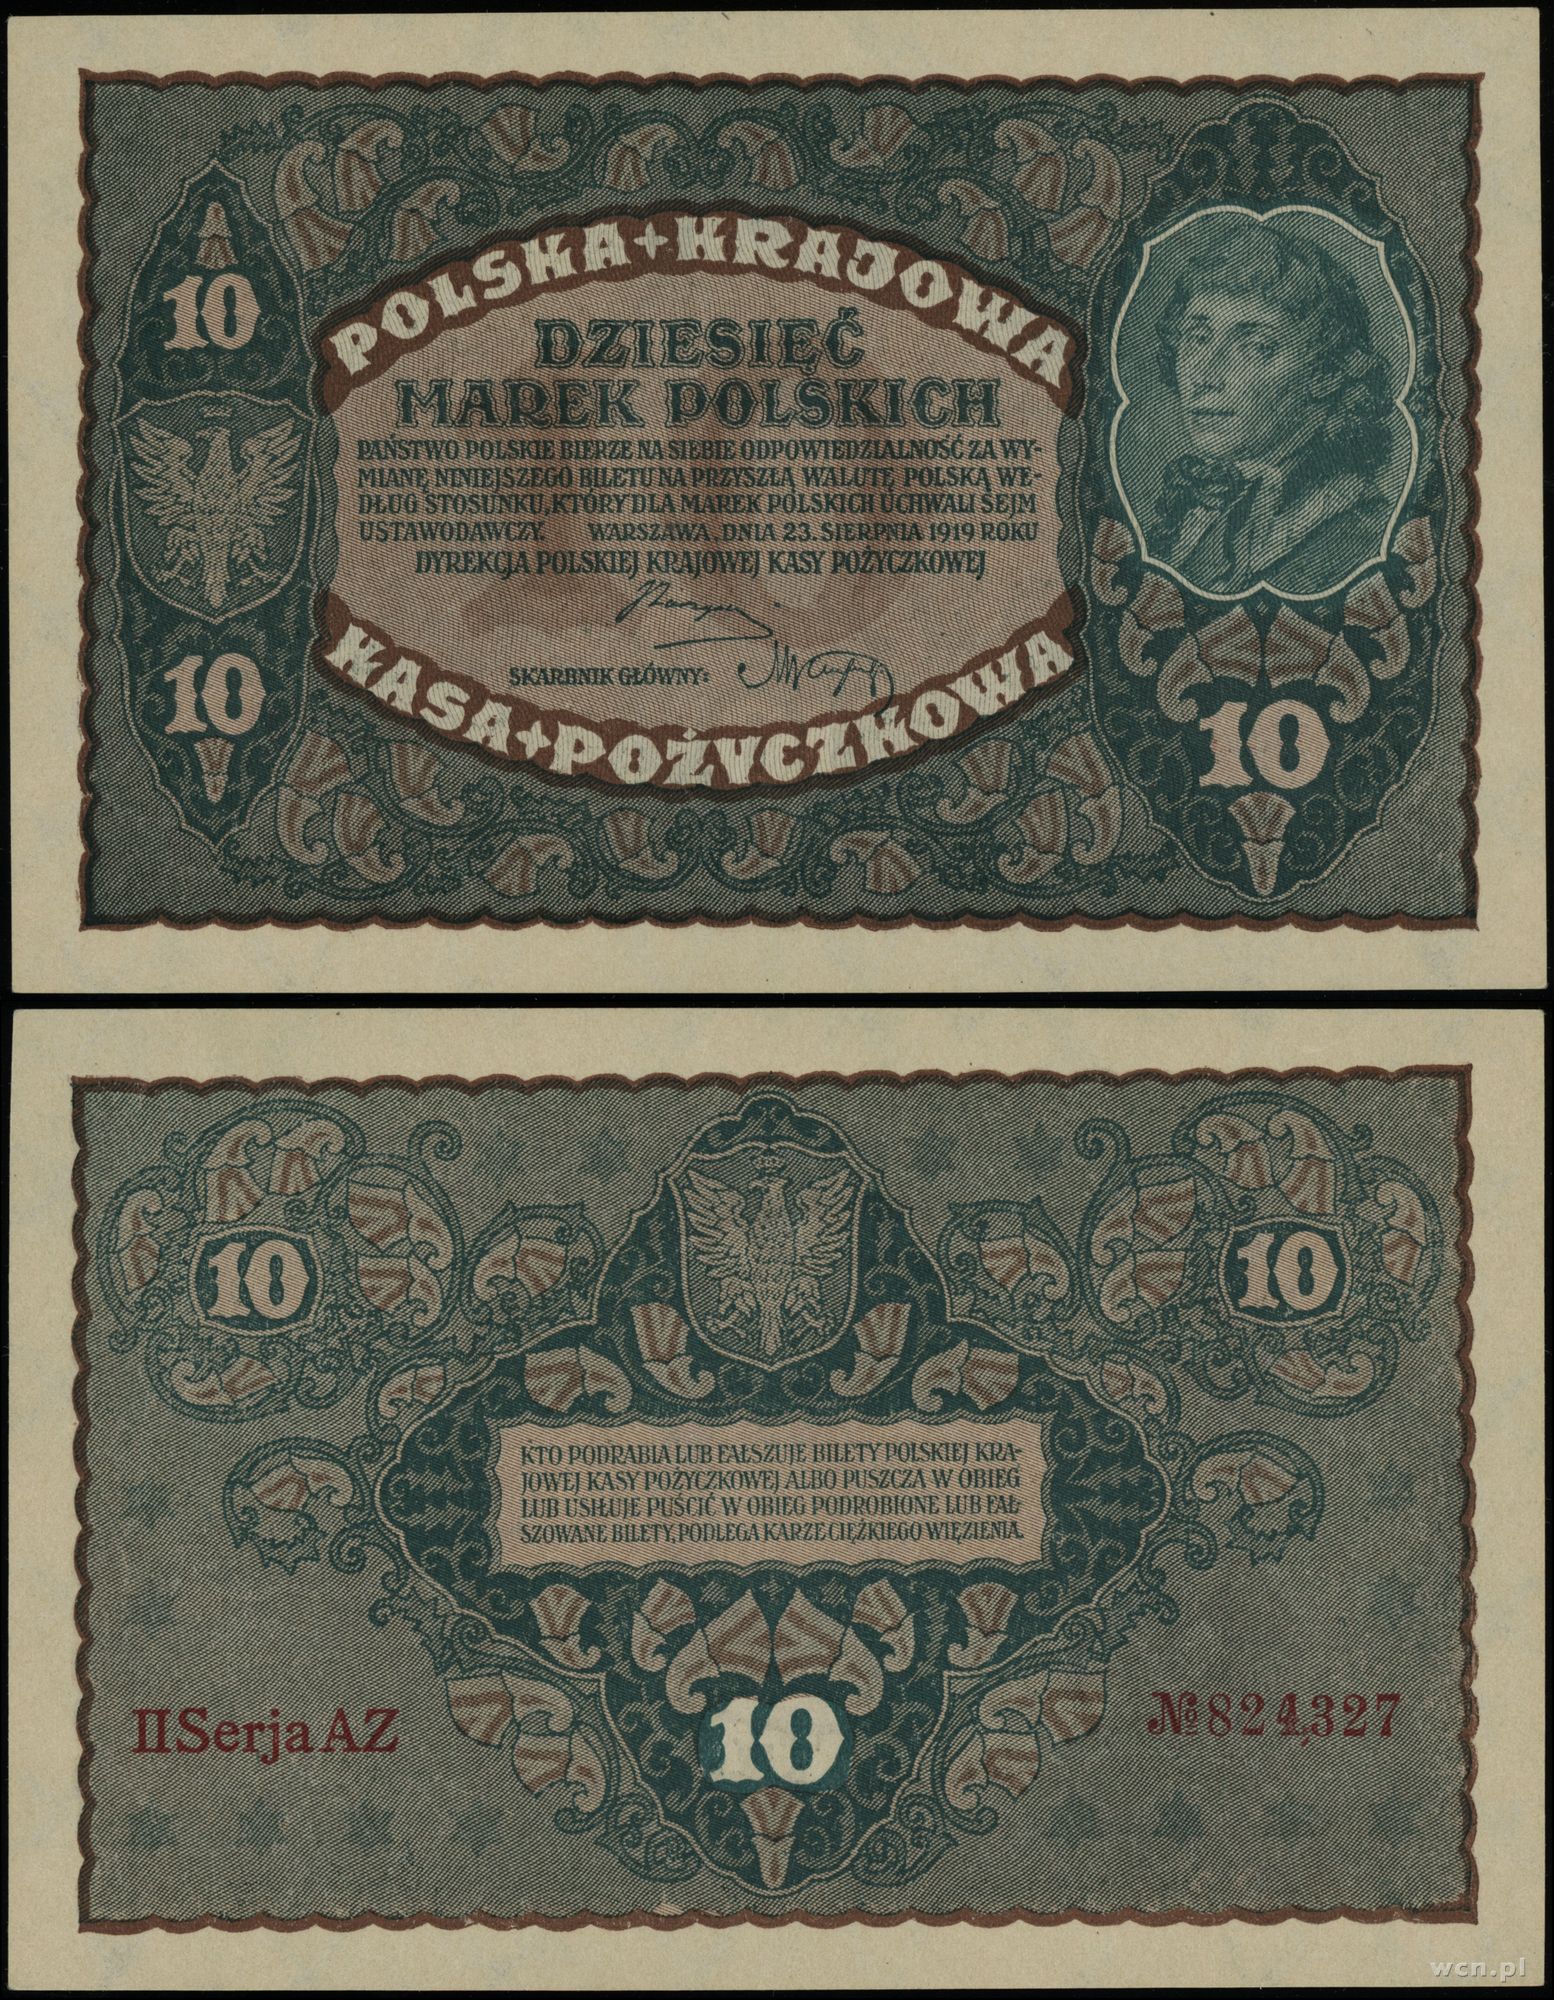 POLSKA + KRAJOWA
DZIESIĘĆ
MAREK POLSKICH
PAŃSTWO POLSKIE BIERZE NA SIEBIE ODPOWIEDZIALNOŚĆ ZA WY-
MIANĘ NINIEJSZEGO BILETU NA PRZYSZŁĄ WALUTĘ POLSKĄ WE-
DŁUG STOSUNKU, KTÓRY DLA MAREK POLSKICH UCHWALI SEJM
USTAWODAWCZY. WARSZAWA, DNIA 23. SIERPNIA 1919 ROKU
DYREKCJA POLSKIEJ KRAJOWEJ KASY POŻYCZKOWEJ
SKARBNIK GŁÓWNY:
KASA + POŻYCZKOWA
10
10
10
10
10
KTO PODRABIA LUB FAŁSZUJE BILETY POLSKIEJ KRA-
JOWEJ KASY POŻYCZKOWEJ ALBO PUSZCZA W OBIEG
LUB USIŁUJE PUŚCIĆ W OBIEG PODROBIONE LUB FAŁ-
SZOWANE BILETY, PODLEGA KARZE CIĘŻKIEGO WIĘZIENIA.
II Serja AZ
№ 824,327
10
wcn.pl